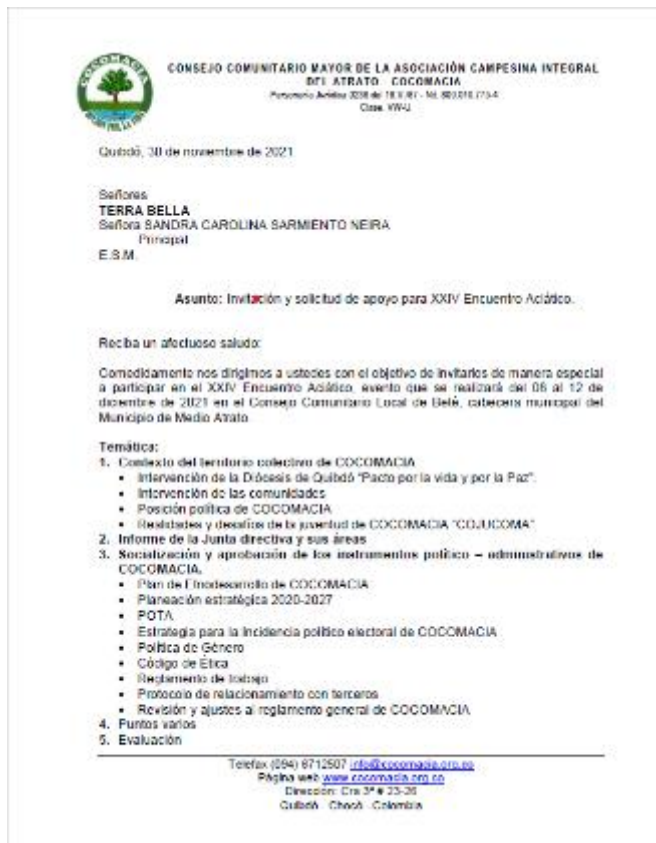 COCOMACIA
CONSEJO COMUNITARIO MAYOR DE LA ASOCIACIÓN CAMPESINA INTEGRAL
DEL ATRATO - COCOMACIA
Personería Jurídica
Quibdó, 30 de noviembre de 2021
Señores
TERRA BELLA
Señora SANDRA CAROLINA SARMIENTO NEIRA
Principal
E.S.M.
Asunto: Invitación y solicitud de apoyo para XXIV Encuentro Aciático.
Reciba un afectuoso saludo:
Comedidamente nos dirigimos a ustedes con el objetivo de invitarlos de manera especial
a participar en el XXIV Encuentro Aciático, evento que se realizará del 08 al 12 de
diciembre de 2021 en el Consejo Comunitario Local de Beté, cabecera municipal del
Municipio de Medio Atrato
Temática:
1. Contexto del territorio colectivo de COCOMACIA
• Intervención de la Diócesis de Quibdó "Pacto por la vida y por la Paz".
• Intervención de las comunidades
• Posición política de COCOMACIA
• Realidades y desafíos de la juventud de COCOMACIA "COJUCOMA"
2. Informe de la Junta directiva y sus áreas
3. Socialización y aprobación de los instrumentos político – administrativos de
COCOMACIA.
• Plan de Etnodesarrollo de COCOMACIA
• Planeación estratégica 2020-2027
• POTA
• Estrategia para la Incidencia político electoral de COCOMACIA
• Política de Género
• Código de Ética
• Reglamento de trabajo
• Protocolo de relacionamiento con terceros
• Revisión y ajustes al reglamento general de COCOMACIA
4. Puntos varios
5. Evaluación
Telefax (094) 6712507 info@cocomacia.org.co
Página web www.cocomacia.org.co
Dirección: Cra 3ª # 23-26
Quibdó - Chocó - Colombia